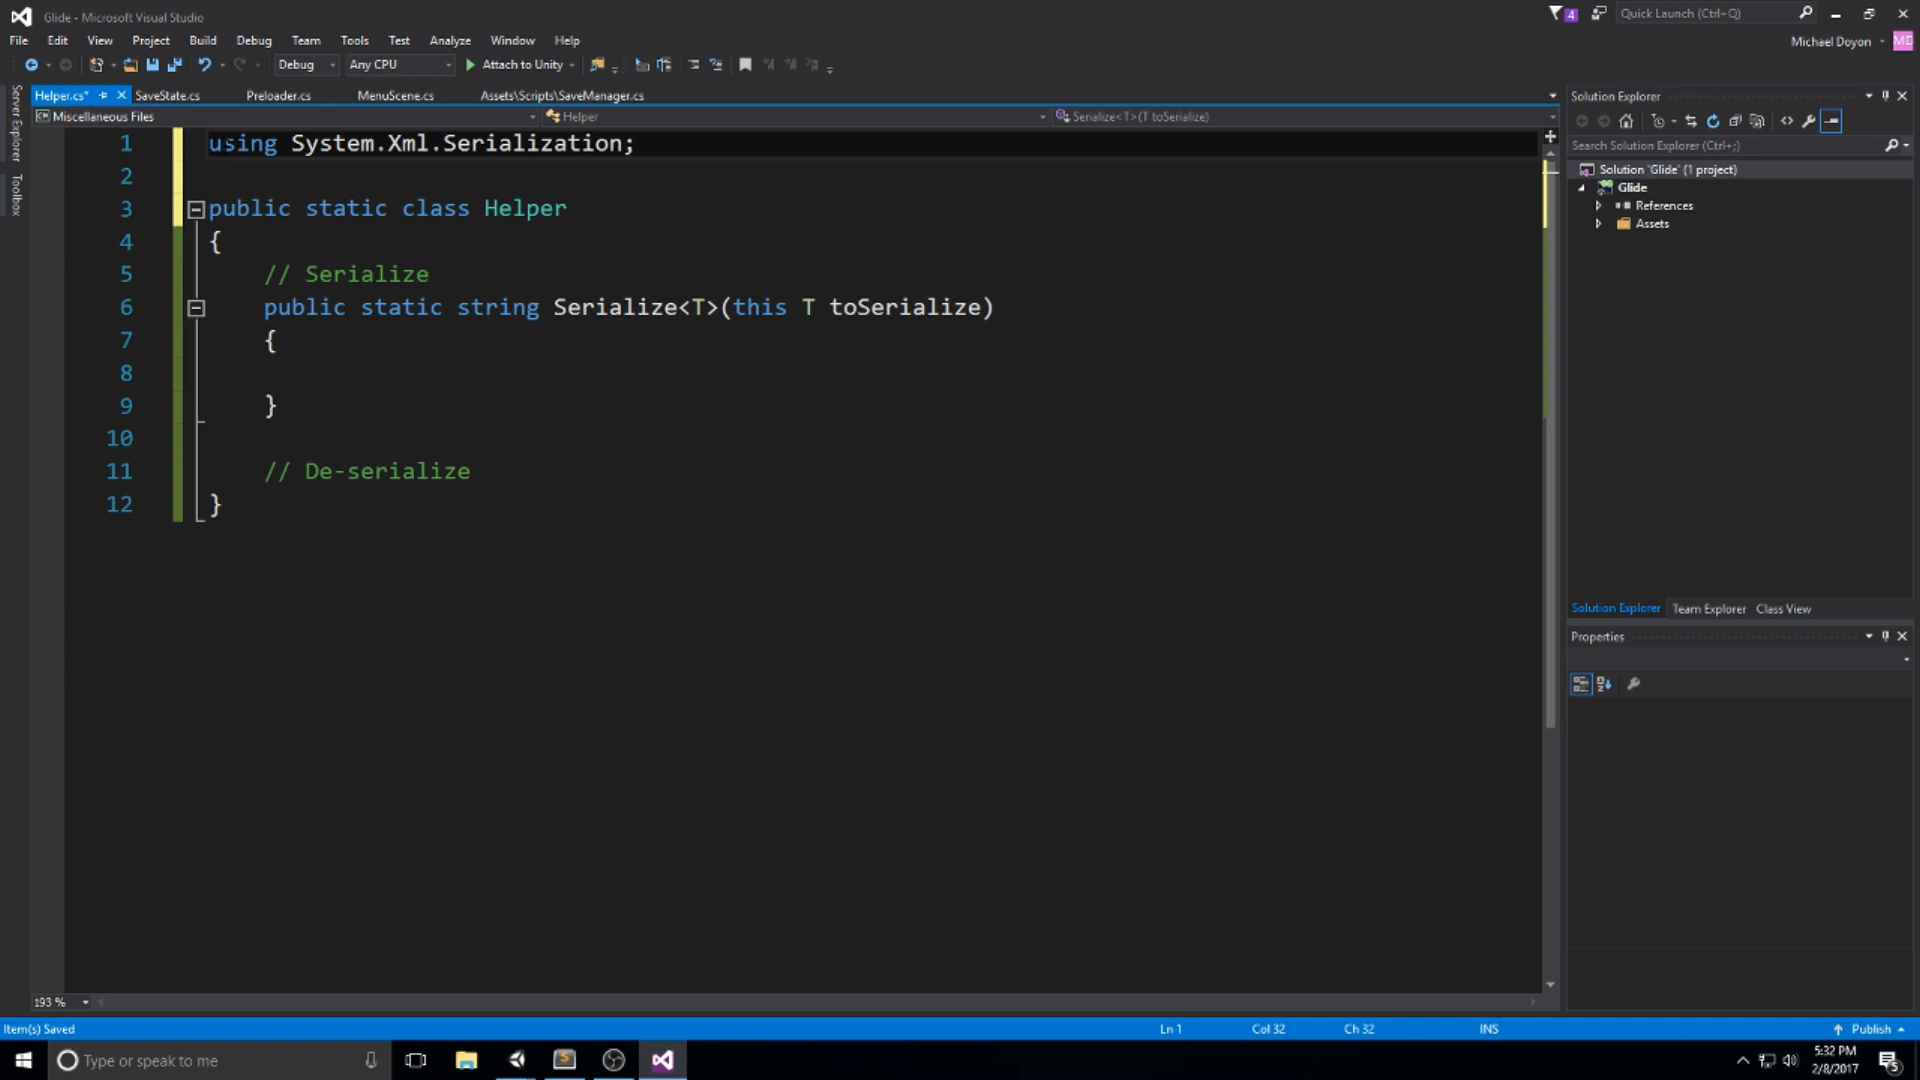 Glide - Microsoft Visual Studio
4
Quick Launch (Ctrl+Q)
File Edit View Project Build Debug Team Tools Test Analyze Window Help
Michael Doyon
MD
Debug Any CPU Attach to Unity
Server Explorer
Toolbox
Helper.cs* SaveState.cs Preloader.cs MenuScene.cs Assets\Scripts\SaveManager.cs
Miscellaneous Files Helper Serialize<T>(T toSerialize)
1 using System.Xml.Serialization;
2
3 public static class Helper
4 {
5 // Serialize
6 public static string Serialize<T>(this T toSerialize)
7 {
8
9 }
10
11 // De-serialize
12 }
Solution Explorer
Search Solution Explorer (Ctrl+;)
Solution 'Glide' (1 project)
Glide
References
Assets
Solution Explorer Team Explorer Class View
Properties
193 %
Item(s) Saved Ln 1 Col 32 Ch 32 INS Publish
Type or speak to me
5:32 PM
2/8/2017
5